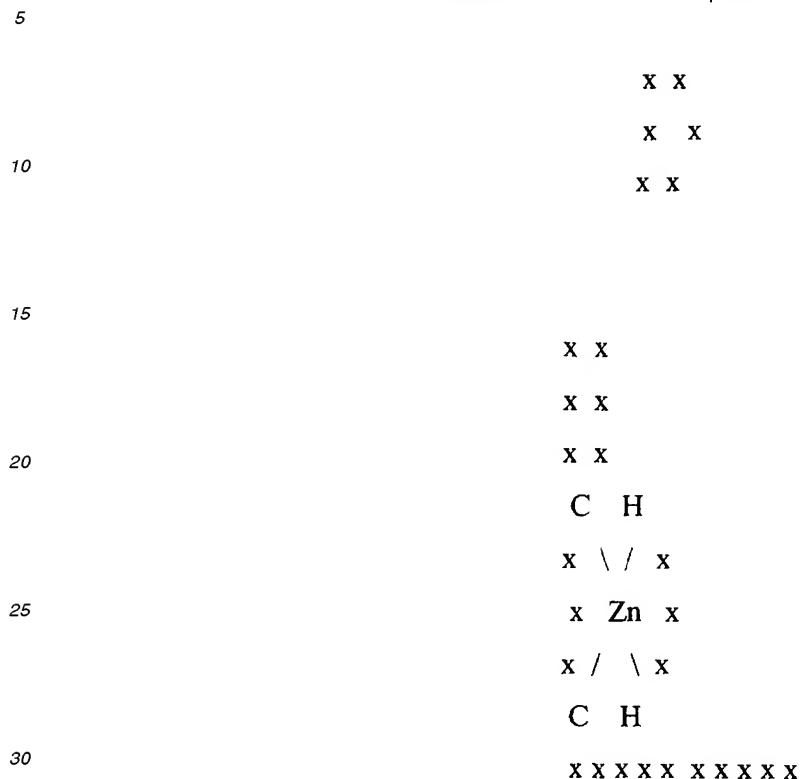 5
x x
x x
10
x x
15
x x
x x
20
x x
C H
x \ / x
25
x Zn x
x / \ x
C H
30
x x x x x x x x x x